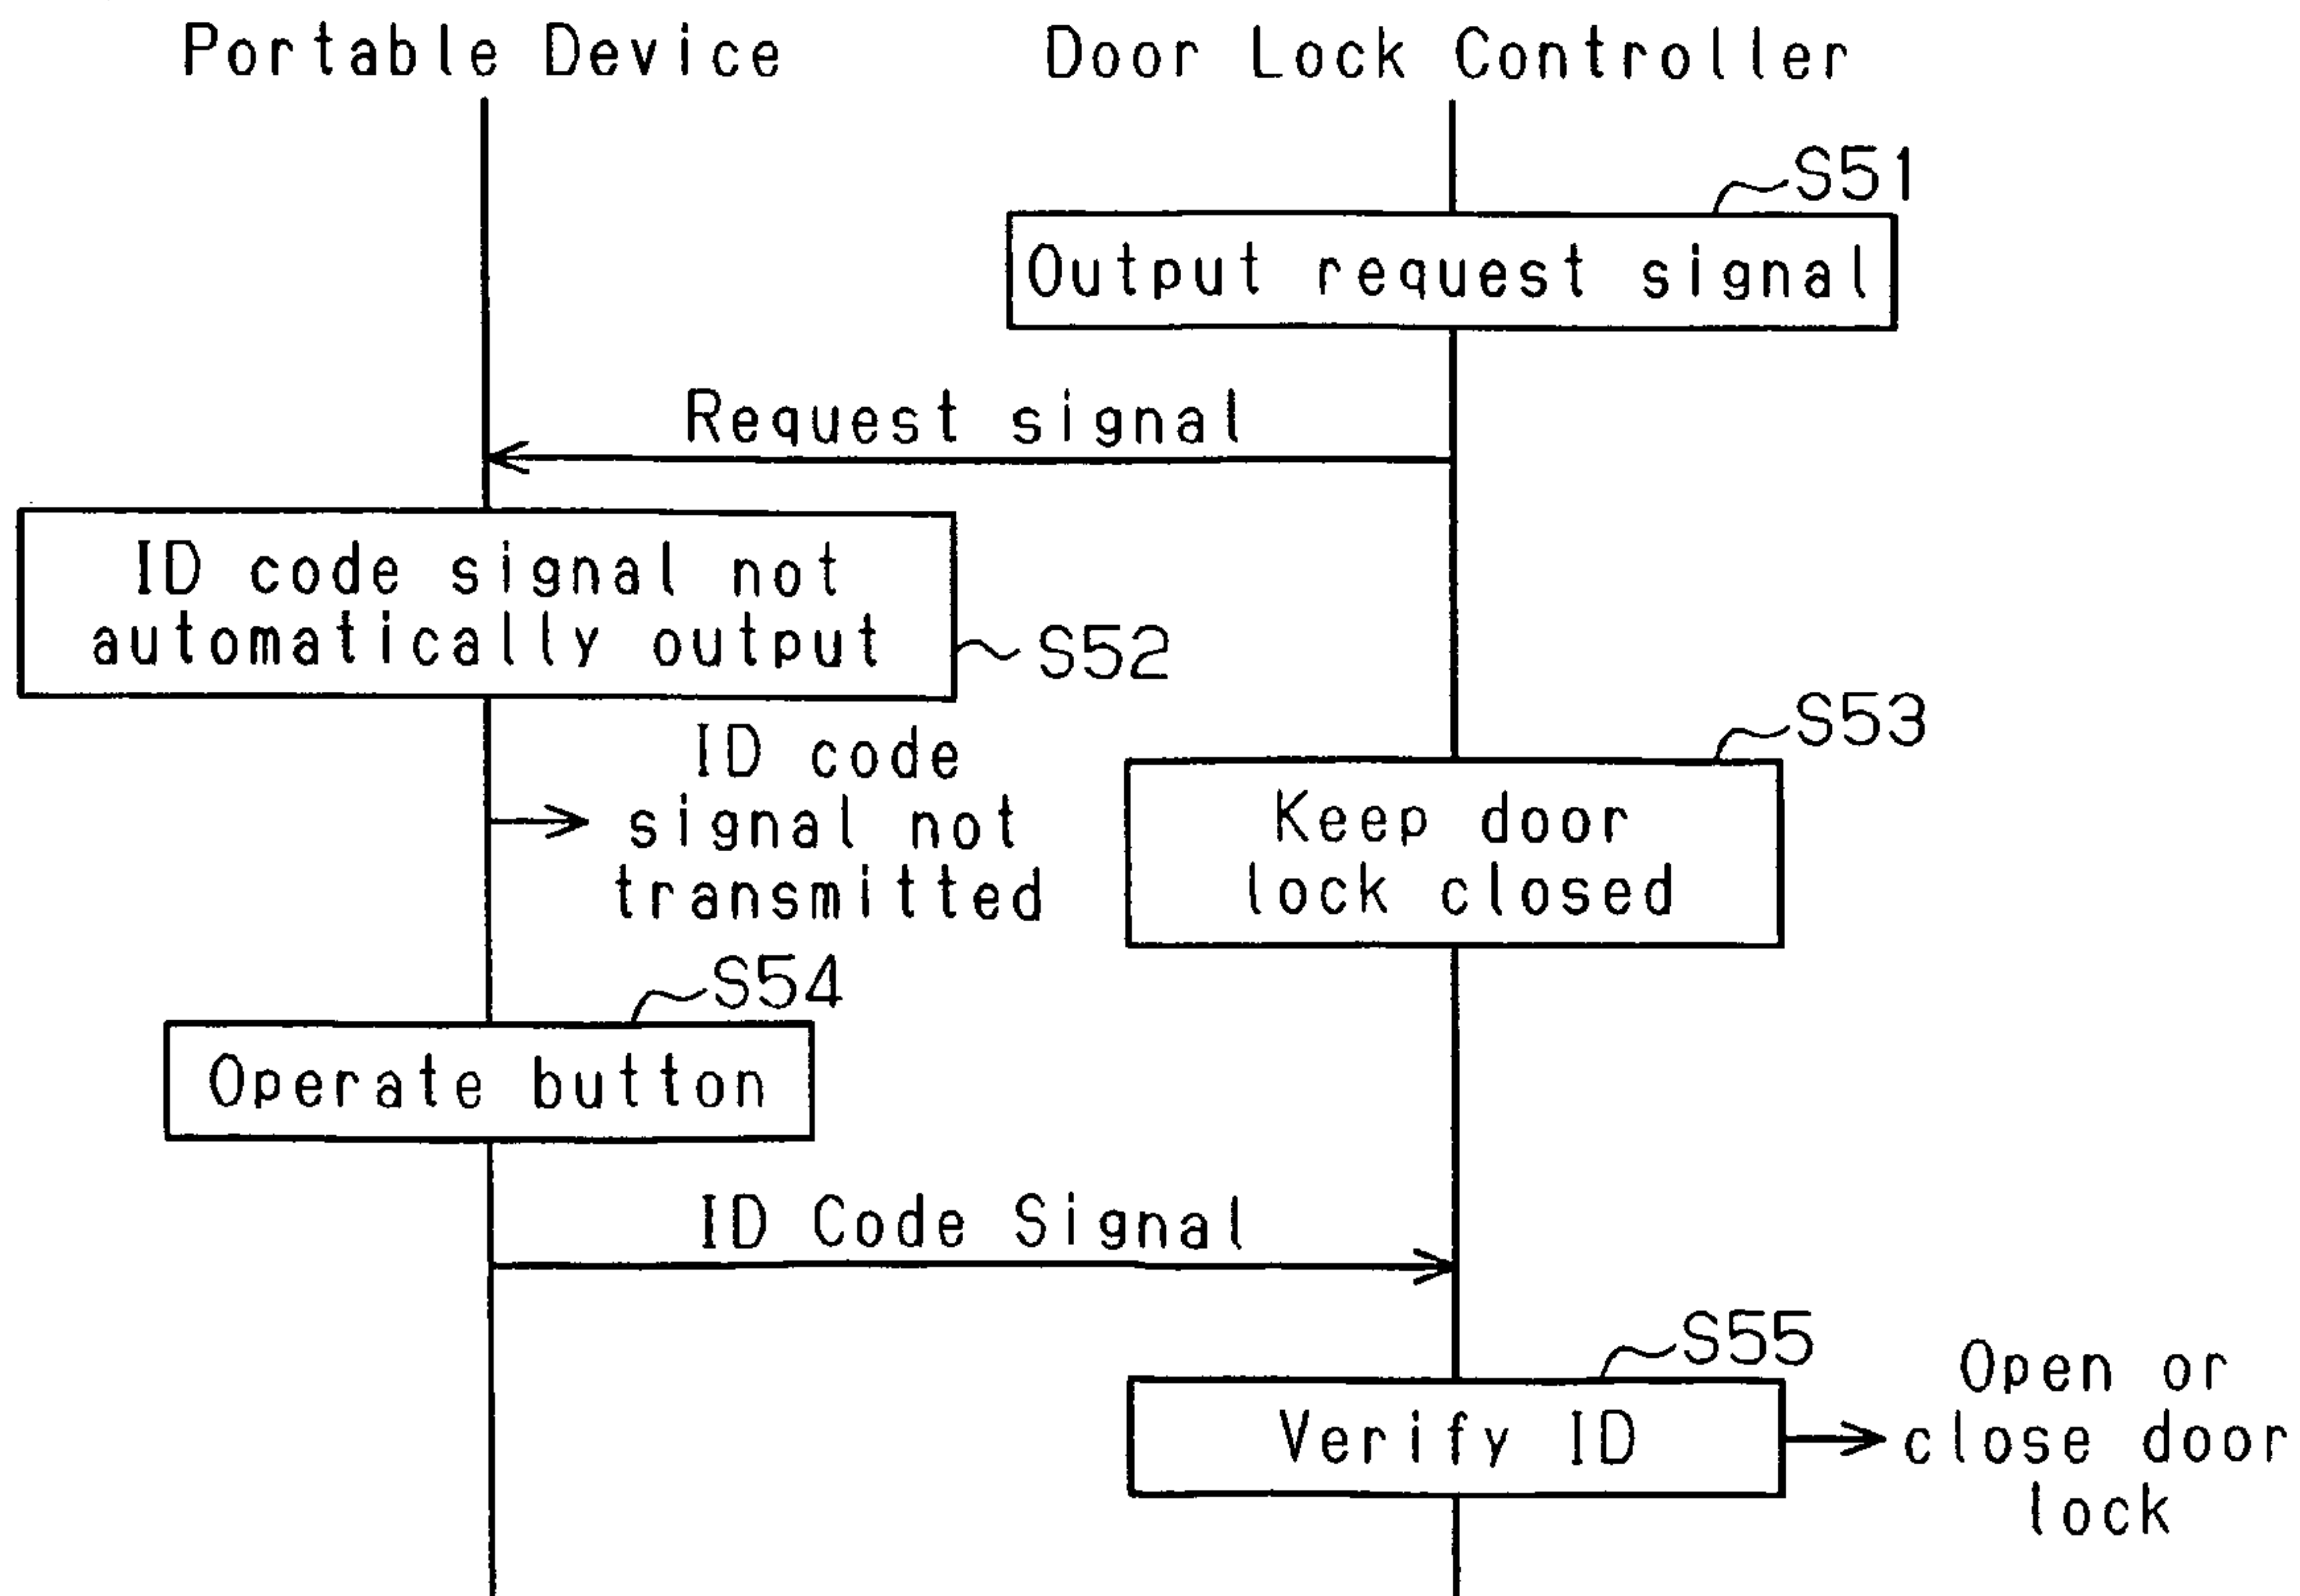 Portable Device
Door Lock Controller
S51
Output request signal
Request signal
ID code signal not
automatically output
S52
S53
ID code
signal not
transmitted
Keep door
lock closed
S54
Operate button
ID Code Signal
S55
Verify ID
Open or
close door
lock